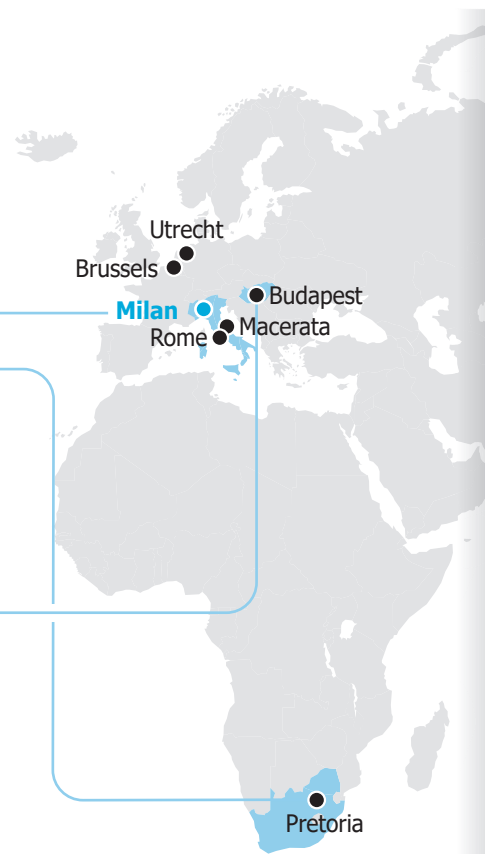 Utrecht
Brussels
Budapest
Milan
Macerata
Rome
Pretoria